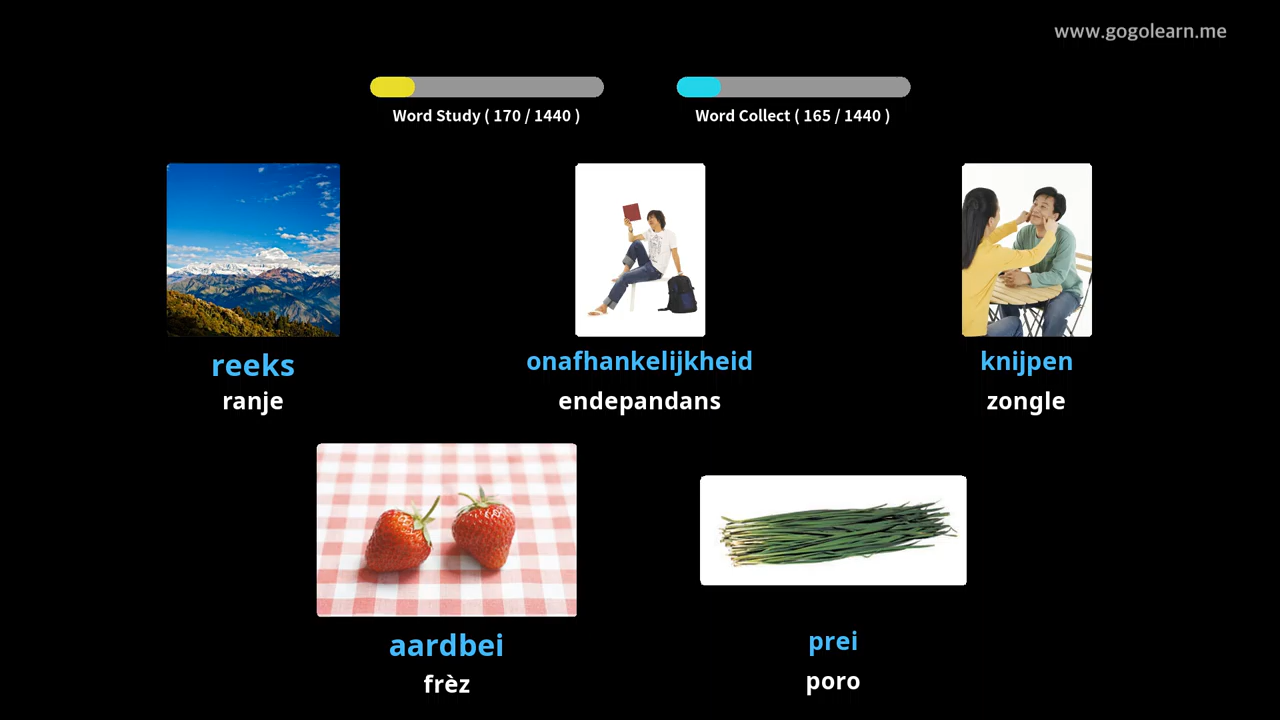 www.gogolearn.me
Word Study ( 170 / 1440 )
Word Collect ( 165 / 1440 )
reeks
ranje
onafhankelijkheid
endepandans
knijpen
zongle
aardbei
frèz
prei
poro